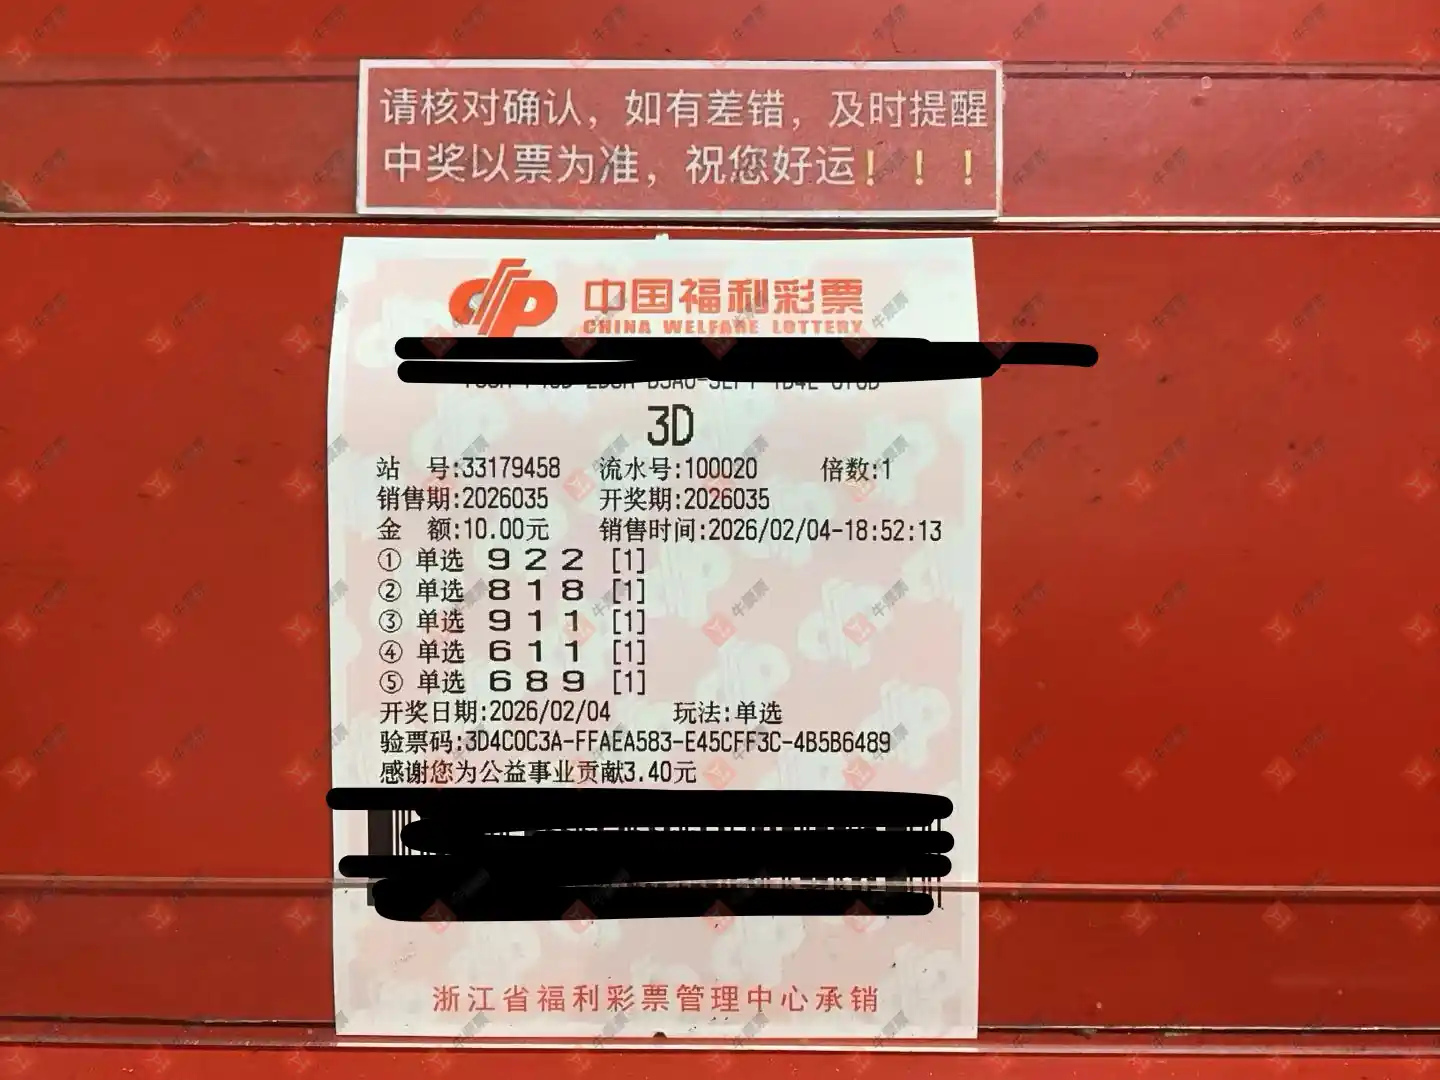 请核对确认，如有差错，及时提醒
中奖以票为准，祝您好运！！！
中国福利彩票
CHINA WELFARE LOTTERY
3D
站 号:33179458 流水号:100020 倍数:1
销售期:2026035 开奖期:2026035
金 额:10.00元 销售时间:2026/02/04-18:52:13
① 单选 9 2 2 [1]
② 单选 8 1 8 [1]
③ 单选 9 1 1 [1]
④ 单选 6 1 1 [1]
⑤ 单选 6 8 9 [1]
开奖日期:2026/02/04 玩法:单选
验票码:3D4C0C3A-FFAEA583-E45CFF3C-4B5B6489
感谢您为公益事业贡献3.40元
浙江省福利彩票管理中心承销